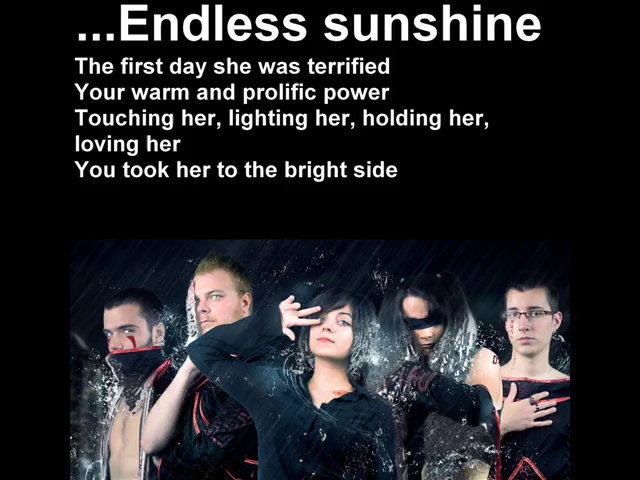 ...Endless sunshine
The first day she was terrified
Your warm and prolific power
Touching her, lighting her, holding her,
loving her
You took her to the bright side